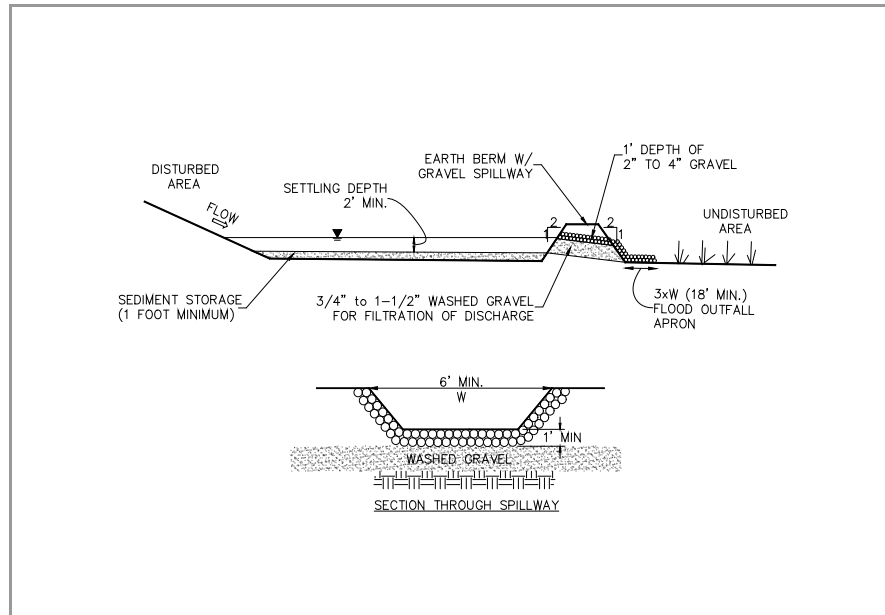 DISTURBED
AREA
FLOW
SETTLING DEPTH
2' MIN.
EARTH BERM W/
GRAVEL SPILLWAY
1' DEPTH OF
2" TO 4" GRAVEL
UNDISTURBED
AREA
1
2
2
1
SEDIMENT STORAGE
(1 FOOT MINIMUM)
3/4" to 1-1/2" WASHED GRAVEL
FOR FILTRATION OF DISCHARGE
3xW (18' MIN.)
FLOOD OUTFALL
APRON
6' MIN.
W
1' MIN
WASHED GRAVEL
SECTION THROUGH SPILLWAY